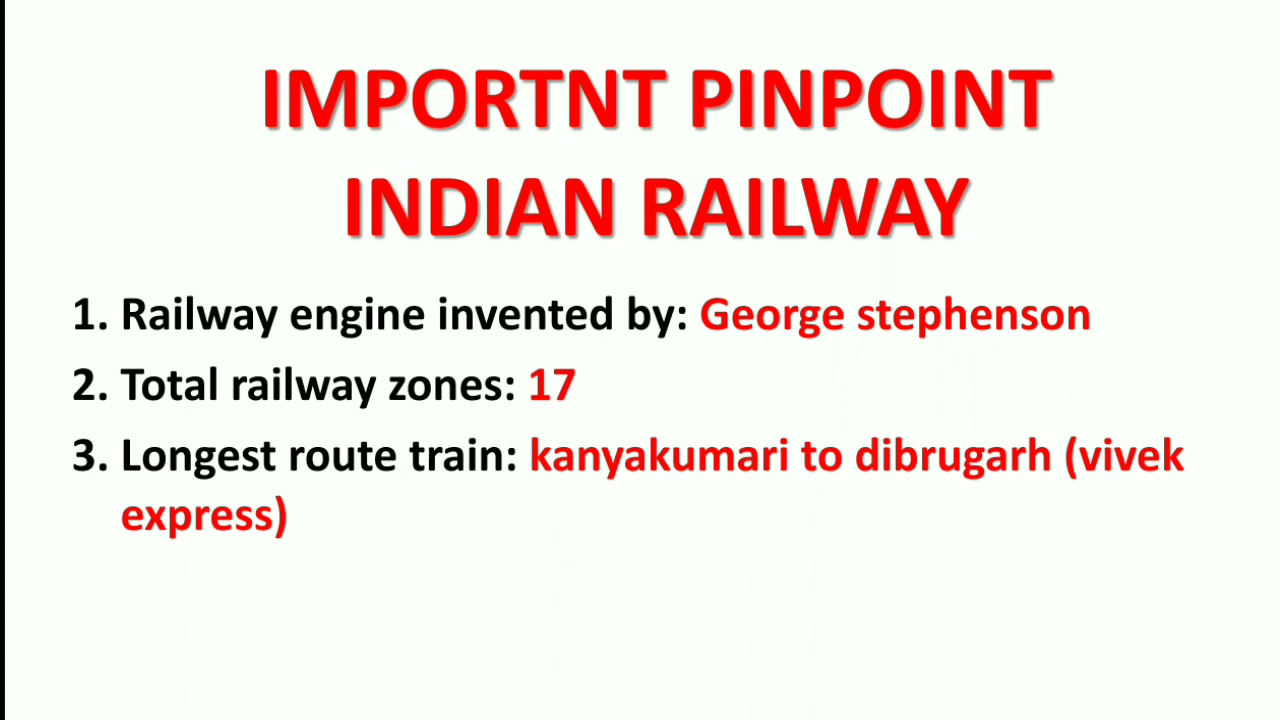 IMPORTNT PINPOINT
INDIAN RAILWAY
1. Railway engine invented by: George stephenson
2. Total railway zones: 17
3. Longest route train: kanyakumari to dibrugarh (vivek
express)